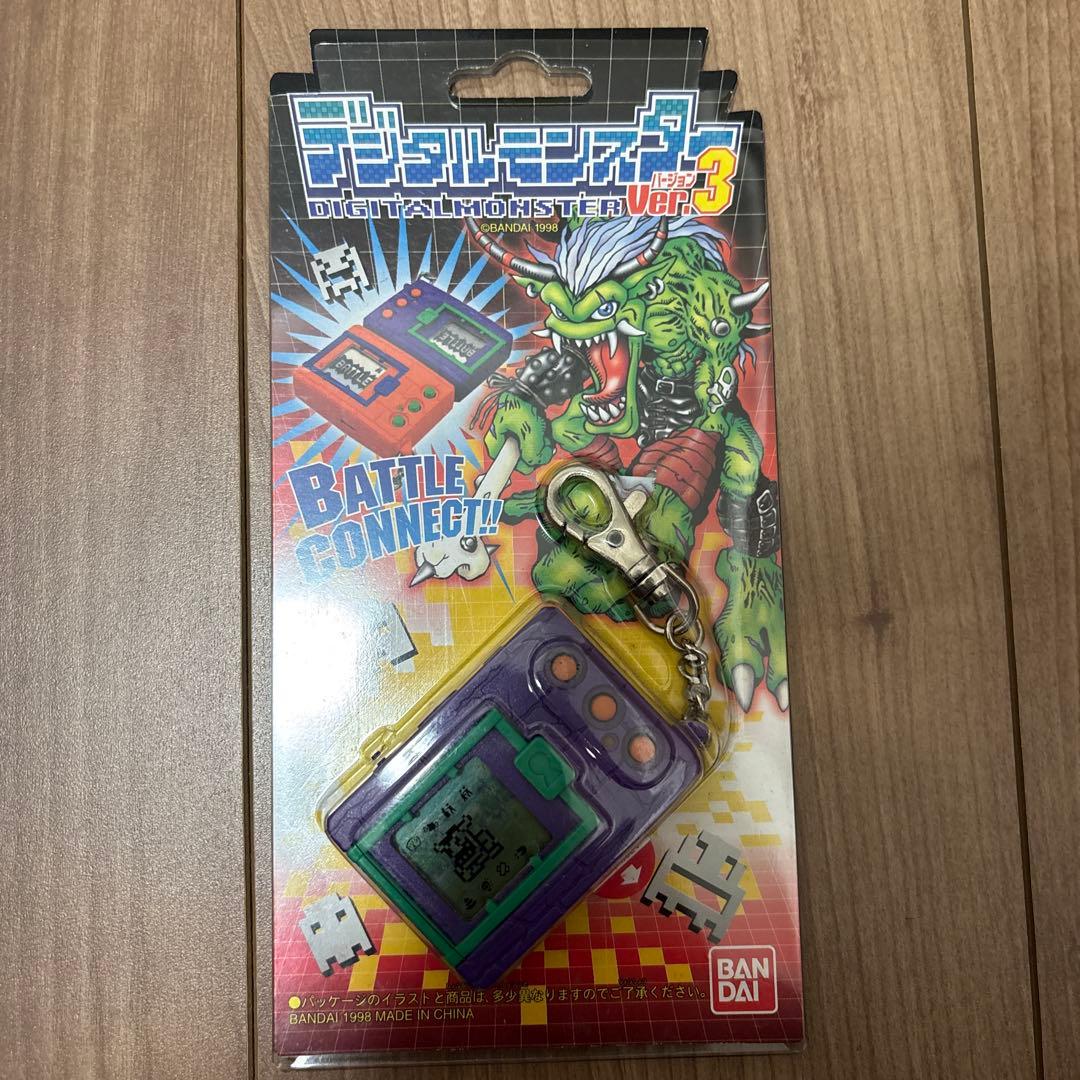 デジタルモンスター
DIGITALMONSTER
バージョン
Ver.3
©BANDAI 1998
BATTLE
BATTLE
BATTLE
CONNECT!!
●パッケージのイラストと商品は、多少異なりますのでご了承ください。
BANDAI 1998 MADE IN CHINA
BAN
DAI